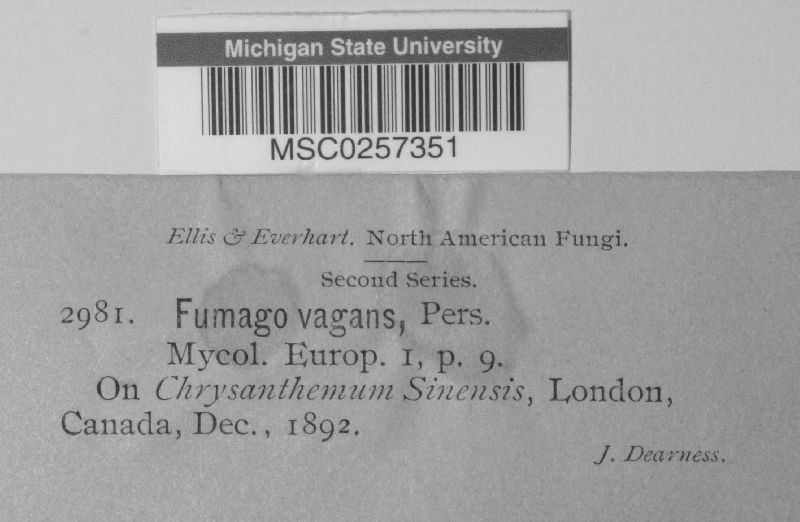 Michigan State University
MSC0257351
Ellis & Everhart. North American Fungi.
Second Series.
2981. Fumago vagans, Pers.
Mycol. Europ. 1, p. 9.
On Chrysanthemum Sinensis, London,
Canada, Dec., 1892.
J. Dearness.